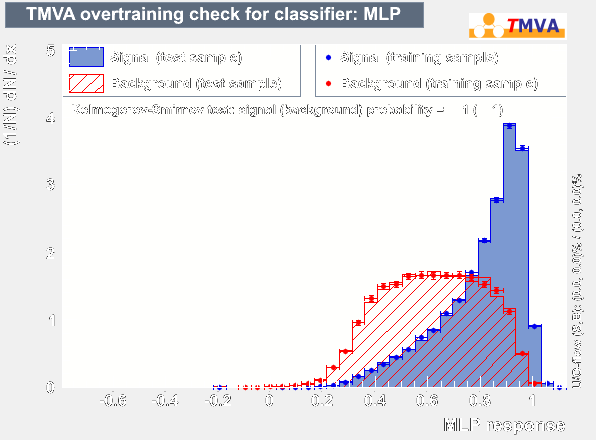 TMVA overtraining check for classifier: MLP
TMVA
Signal (test sample)
Background (test sample)
Signal (training sample)
Background (training sample)
Kolmogorov-Smirnov test: signal (background) probability = 1 ( 1)
(1/N) dN/dx
5
4
3
2
1
0
-0.6 -0.4 -0.2 0 0.2 0.4 0.6 0.8 1
MLP response
U/O-flow (S,B): (0.0, 0.0)% / (0.0, 0.0)%